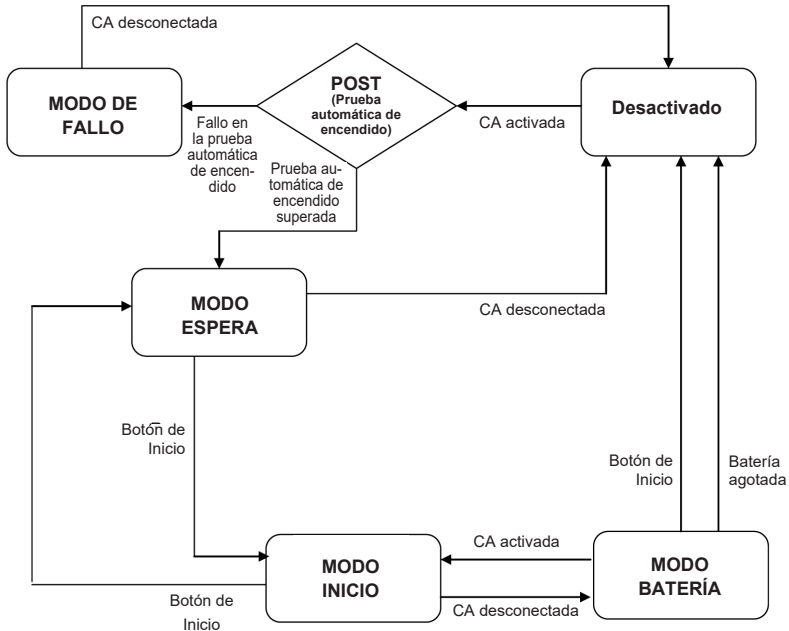 CA desconectada
MODO DE
FALLO
POST
(Prueba
automática de
encendido)
Desactivado
CA activada
Fallo en
la prueba
automática
de encen-
dido
Prueba au-
tomática de
encendido
superada
MODO
ESPERA
CA desconectada
Botón de
Inicio
Botón de
Inicio
Batería
agotada
MODO
INICIO
CA activada
CA desconectada
MODO
BATERÍA
Botón de
Inicio